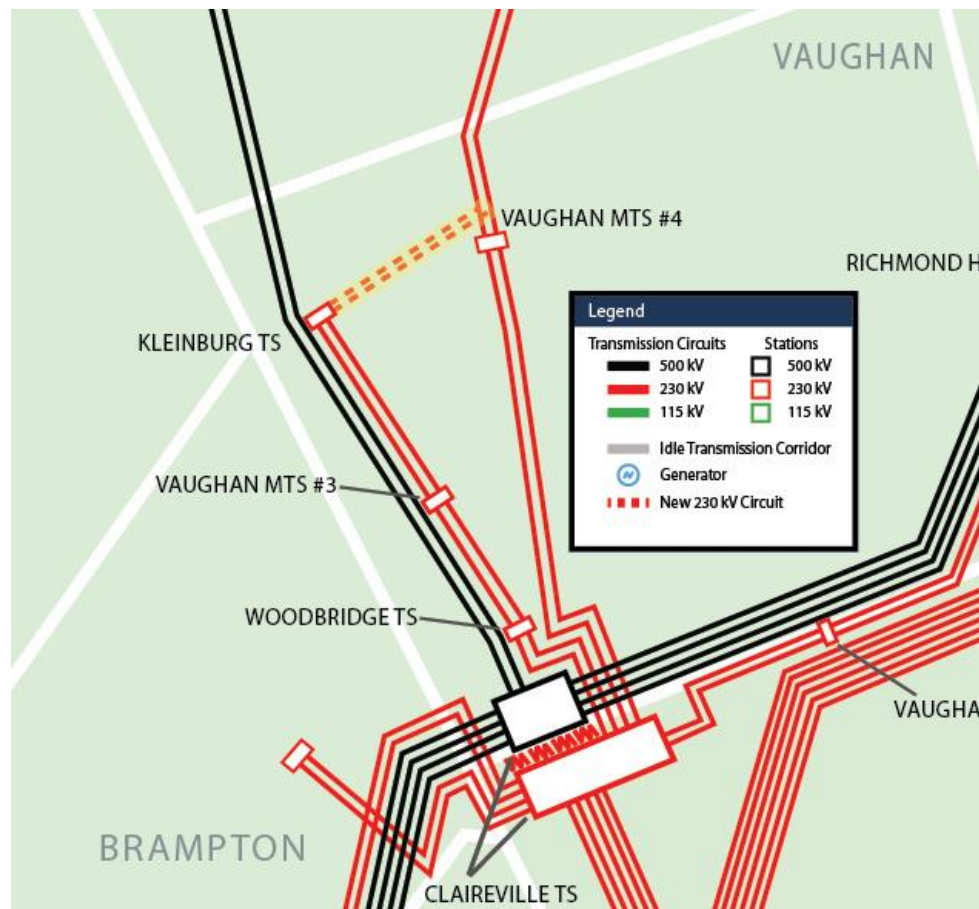 VAUGHAN
VAUGHAN MTS #4
RICHMOND H
KLEINBURG TS
Legend
Transmission Circuits
Stations
500 kV
500 kV
230 kV
230 kV
115 kV
115 kV
Idle Transmission Corridor
Generator
New 230 kV Circuit
VAUGHAN MTS #3
WOODBRIDGE TS
VAUGHA
BRAMPTON
CLAIREVILLE TS